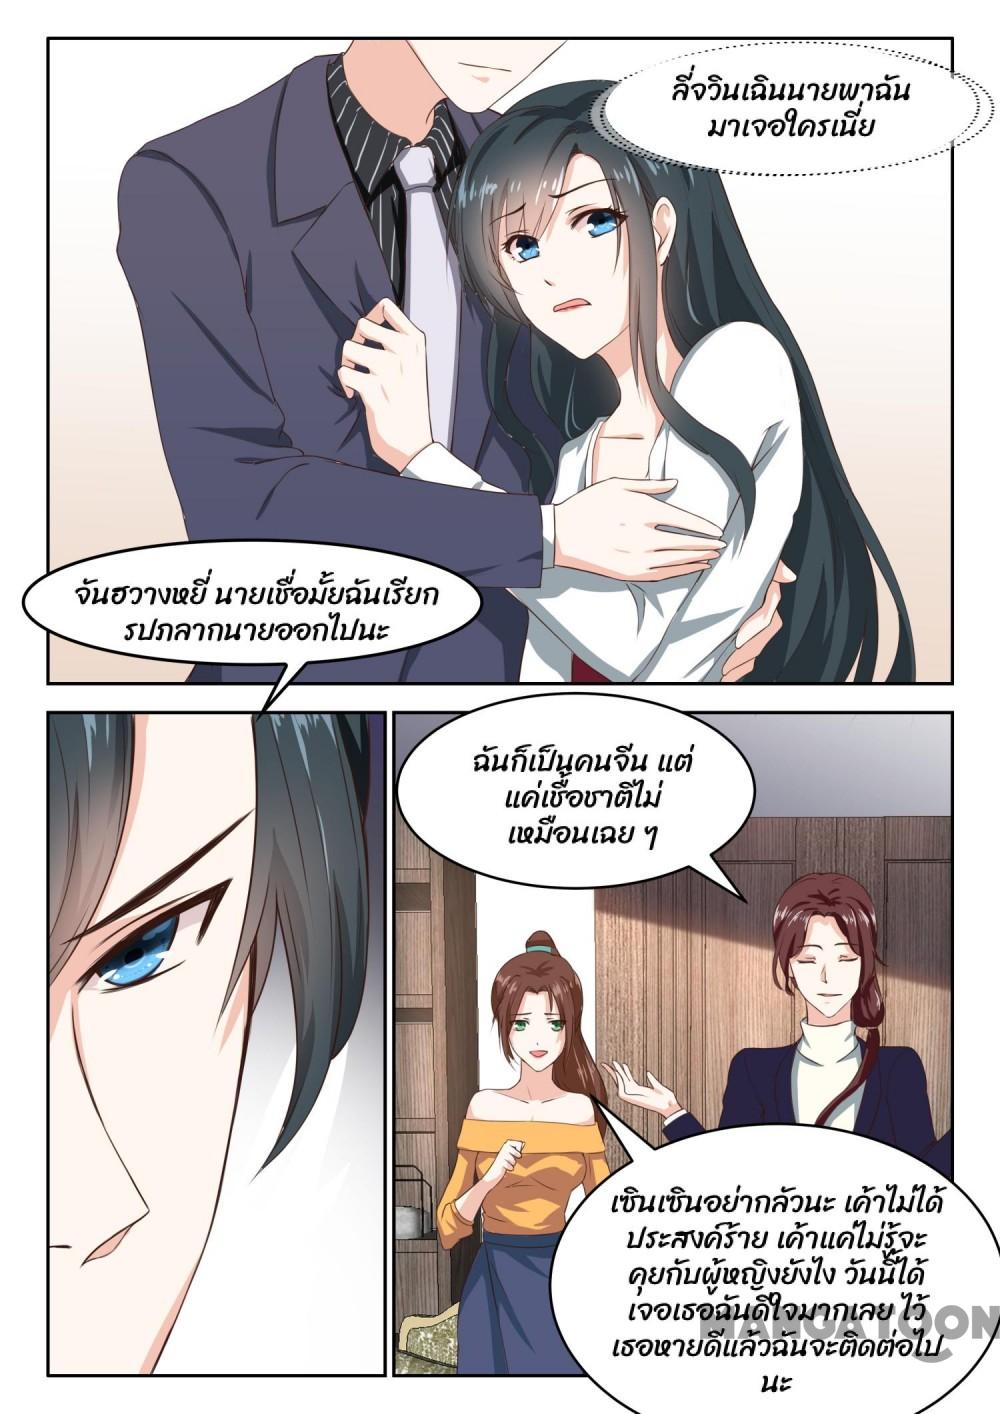 ลี่จวินเฉินนายพาฉัน
มาเจอใครเนี่ย
จันฮวางหยี่ นายเชื่อมั้ยฉันเรียก
รปภลากนายออกไปนะ
ฉันก็เป็นคนจีน แต่
แค่เชื้อชาติไม่
เหมือนเฉย ๆ
เซินเซินอย่ากลัวนะ เค้าไม่ได้
ประสงค์ร้าย เค้าแค่ไม่รู้จะ
คุยกับผู้หญิงยังไง วันนี้ได้
เจอเธอฉันดีใจมากเลย ไว้
เธอหายดีแล้วฉันจะติดต่อไป
นะ
MANGATOON